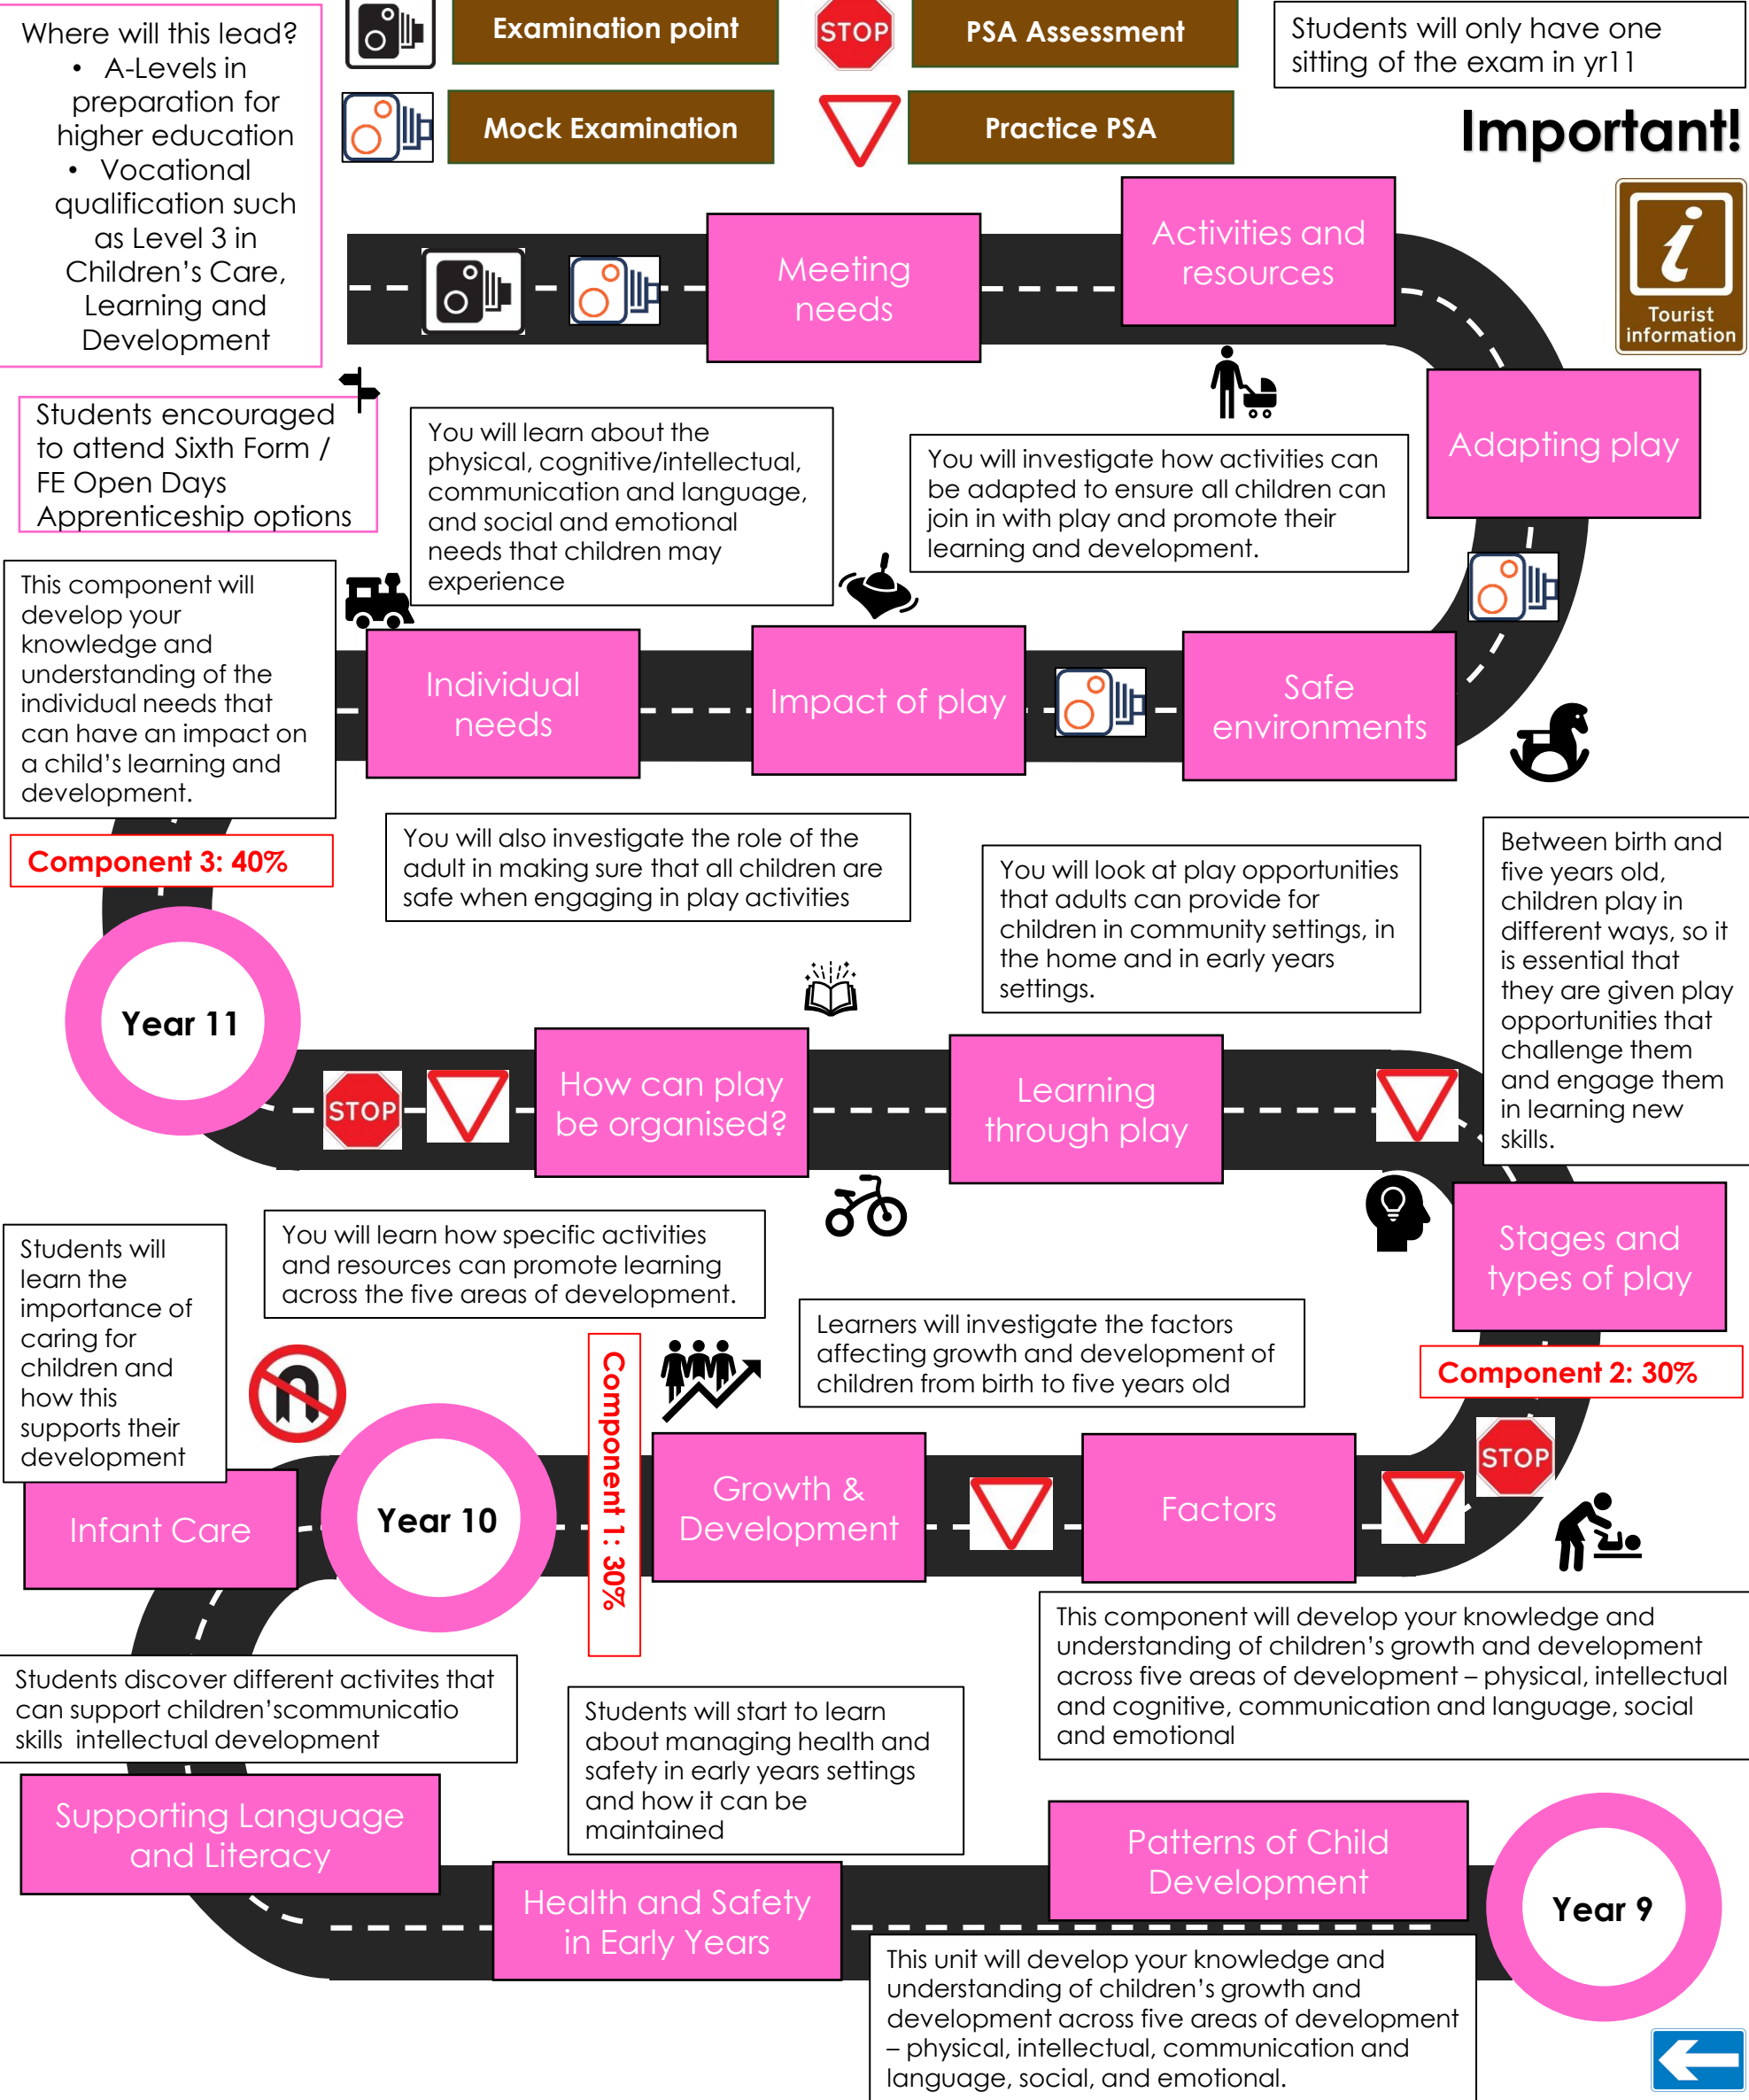 Where will this lead?
• A-Levels in
preparation for
higher education
• Vocational
qualification such
as Level 3 in
Children’s Care,
Learning and
Development
Examination point
STOP
PSA Assessment
Mock Examination
Practice PSA
Students will only have one
sitting of the exam in yr11
Important!
i
Tourist
information
Meeting
needs
Activities and
resources
Adapting play
Students encouraged
to attend Sixth Form /
FE Open Days
Apprenticeship options
You will learn about the
physical, cognitive/intellectual,
communication and language,
and social and emotional
needs that children may
experience
You will investigate how activities can
be adapted to ensure all children can
join in with play and promote their
learning and development.
This component will
develop your
knowledge and
understanding of the
individual needs that
can have an impact on
a child’s learning and
development.
Individual
needs
Impact of play
Safe
environments
Component 3: 40%
You will also investigate the role of the
adult in making sure that all children are
safe when engaging in play activities
You will look at play opportunities
that adults can provide for
children in community settings, in
the home and in early years
settings.
Between birth and
five years old,
children play in
different ways, so it
is essential that
they are given play
opportunities that
challenge them
and engage them
in learning new
skills.
Year 11
STOP
How can play
be organised?
Learning
through play
Stages and
types of play
Students will
learn the
importance of
caring for
children and
how this
supports their
development
You will learn how specific activities
and resources can promote learning
across the five areas of development.
Learners will investigate the factors
affecting growth and development of
children from birth to five years old
Component 2: 30%
STOP
Infant Care
Year 10
Component 1: 30%
Growth &
Development
Factors
This component will develop your knowledge and
understanding of children’s growth and development
across five areas of development – physical, intellectual
and cognitive, communication and language, social
and emotional
Students discover different activites that
can support children’scommunicatio
skills intellectual development
Students will start to learn
about managing health and
safety in early years settings
and how it can be
maintained
Supporting Language
and Literacy
Health and Safety
in Early Years
Patterns of Child
Development
Year 9
This unit will develop your knowledge and
understanding of children’s growth and
development across five areas of development
– physical, intellectual, communication and
language, social, and emotional.